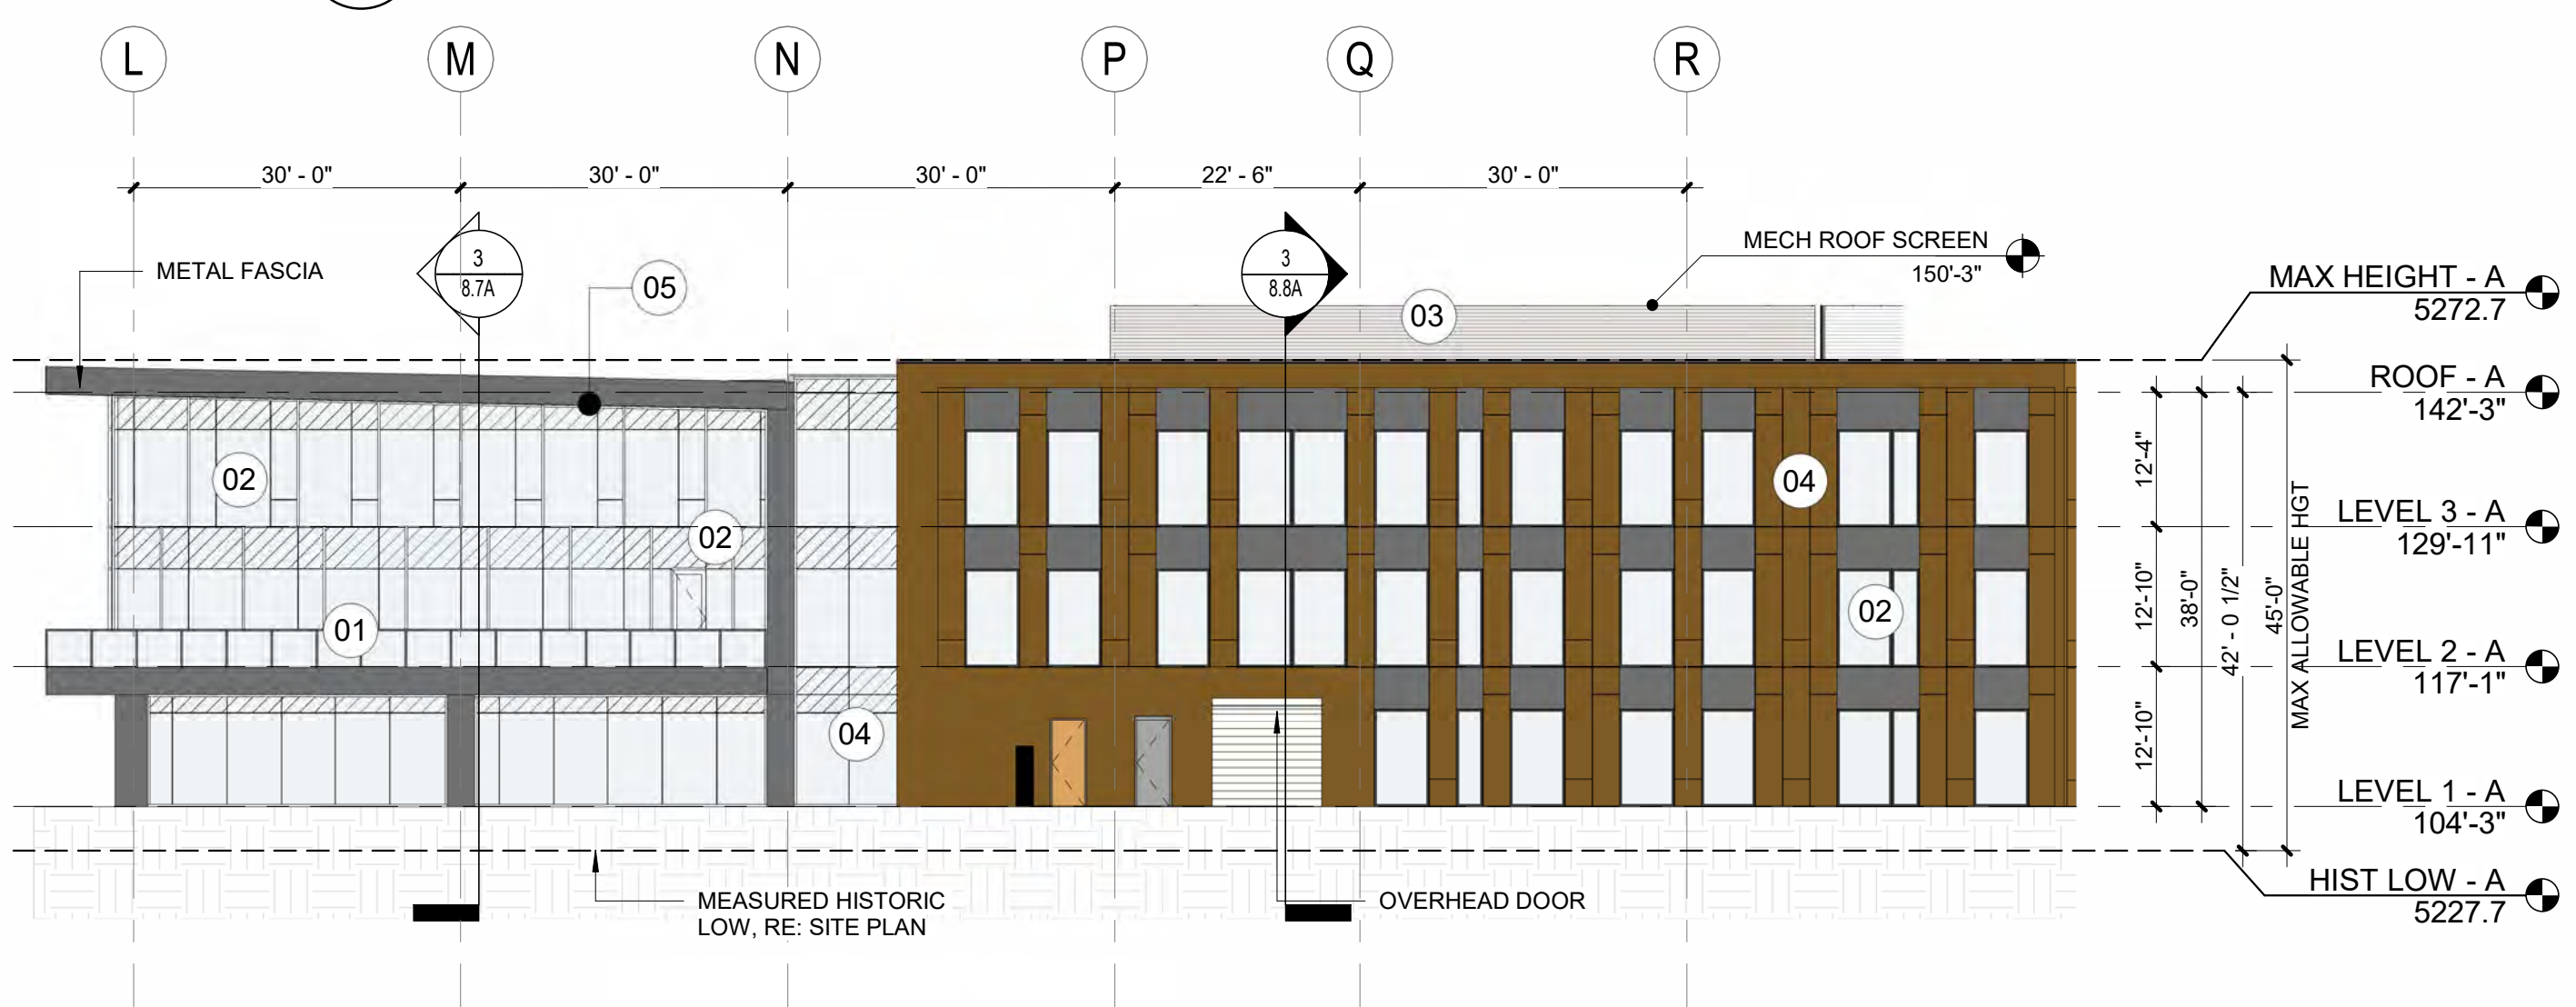 L
M
N
P
Q
R
30' - 0"
30' - 0"
30' - 0"
22' - 6"
30' - 0"
METAL FASCIA
3
8.7A
05
3
8.8A
03
MECH ROOF SCREEN
150'-3"
MAX HEIGHT - A
5272.7
ROOF - A
142'-3"
02
02
01
04
04
02
12'-4"
12'-10"
12'-10"
38'-0"
42' - 0 1/2"
45'-0"
MAX ALLOWABLE HGT
LEVEL 3 - A
129'-11"
LEVEL 2 - A
117'-1"
LEVEL 1 - A
104'-3"
HIST LOW - A
5227.7
MEASURED HISTORIC
LOW, RE: SITE PLAN
OVERHEAD DOOR